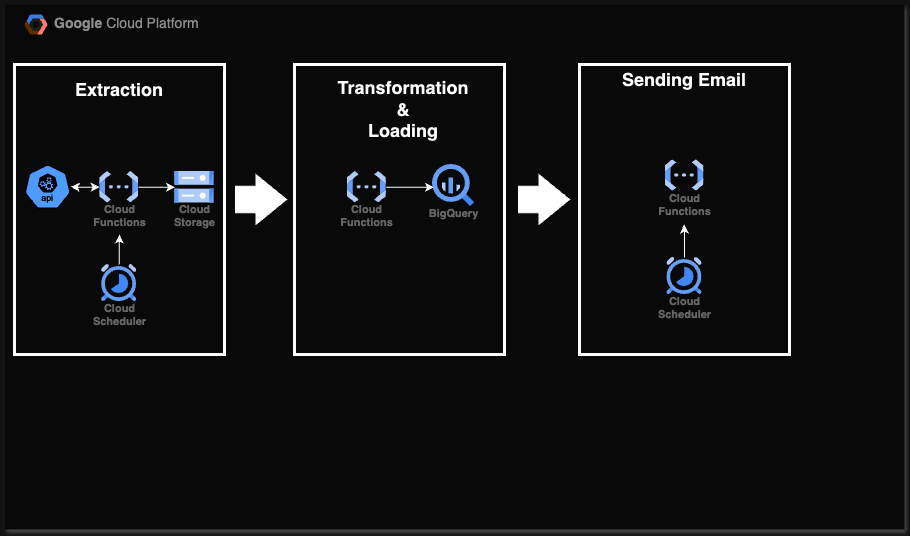 Google Cloud Platform
Extraction
api
Cloud
Functions
Cloud
Storage
Cloud
Scheduler
Transformation
&
Loading
Cloud
Functions
BigQuery
Sending Email
Cloud
Functions
Cloud
Scheduler